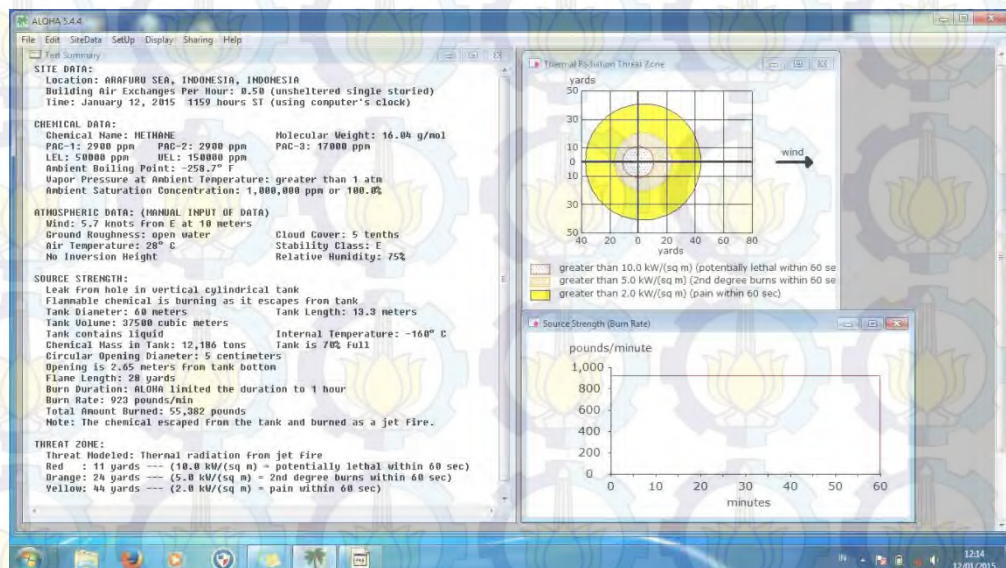 ALOHA 5.4.4
File Edit SiteData SetUp Display Sharing Help
Text Summary
SITE DATA:
Location: ARAFURU SEA, INDONESIA, INDONESIA
Building Air Exchanges Per Hour: 0.50 (unsheltered single storied)
Time: January 12, 2015 1159 hours ST (using computer's clock)
CHEMICAL DATA:
Chemical Name: METHANE Molecular Weight: 16.04 g/mol
PAC-1: 2900 ppm PAC-2: 2900 ppm PAC-3: 17000 ppm
LEL: 50000 ppm UEL: 150000 ppm
Ambient Boiling Point: -258.7° F
Vapor Pressure at Ambient Temperature: greater than 1 atm
Ambient Saturation Concentration: 1,000,000 ppm or 100.0%
ATMOSPHERIC DATA: (MANUAL INPUT OF DATA)
Wind: 5.7 knots from E at 10 meters
Ground Roughness: open water Cloud Cover: 5 tenths
Air Temperature: 28° C Stability Class: E
No Inversion Height Relative Humidity: 75%
SOURCE STRENGTH:
Leak from hole in vertical cylindrical tank
Flammable chemical is burning as it escapes from tank
Tank Diameter: 60 meters Tank Length: 13.3 meters
Tank Volume: 37500 cubic meters
Tank contains liquid Internal Temperature: -160° C
Chemical Mass in Tank: 12,186 tons Tank is 70% full
Circular Opening Diameter: 5 centimeters
Opening is 2.65 meters from tank bottom
Flame Length: 28 yards
Burn Duration: ALOHA limited the duration to 1 hour
Burn Rate: 923 pounds/min
Total Amount Burned: 55,382 pounds
Note: The chemical escaped from the tank and burned as a jet fire.
THREAT ZONE:
Threat Modeled: Thermal radiation from jet fire
Red : 11 yards --- (10.0 kW/(sq m) = potentially lethal within 60 sec)
Orange: 24 yards --- (5.0 kW/(sq m) = 2nd degree burns within 60 sec)
Yellow: 44 yards --- (2.0 kW/(sq m) = pain within 60 sec)
Thermal Radiation Threat Zone
yards
50
30
10
0
10
30
50
40 20 0 20 40 60 80
yards
wind
greater than 10.0 kW/(sq m) (potentially lethal within 60 se
greater than 5.0 kW/(sq m) (2nd degree burns within 60 se
greater than 2.0 kW/(sq m) (pain within 60 sec)
Source Strength (Burn Rate)
pounds/minute
1,000
800
600
400
200
0
0 10 20 30 40 50 60
minutes
IN
12:14
12/01/2015